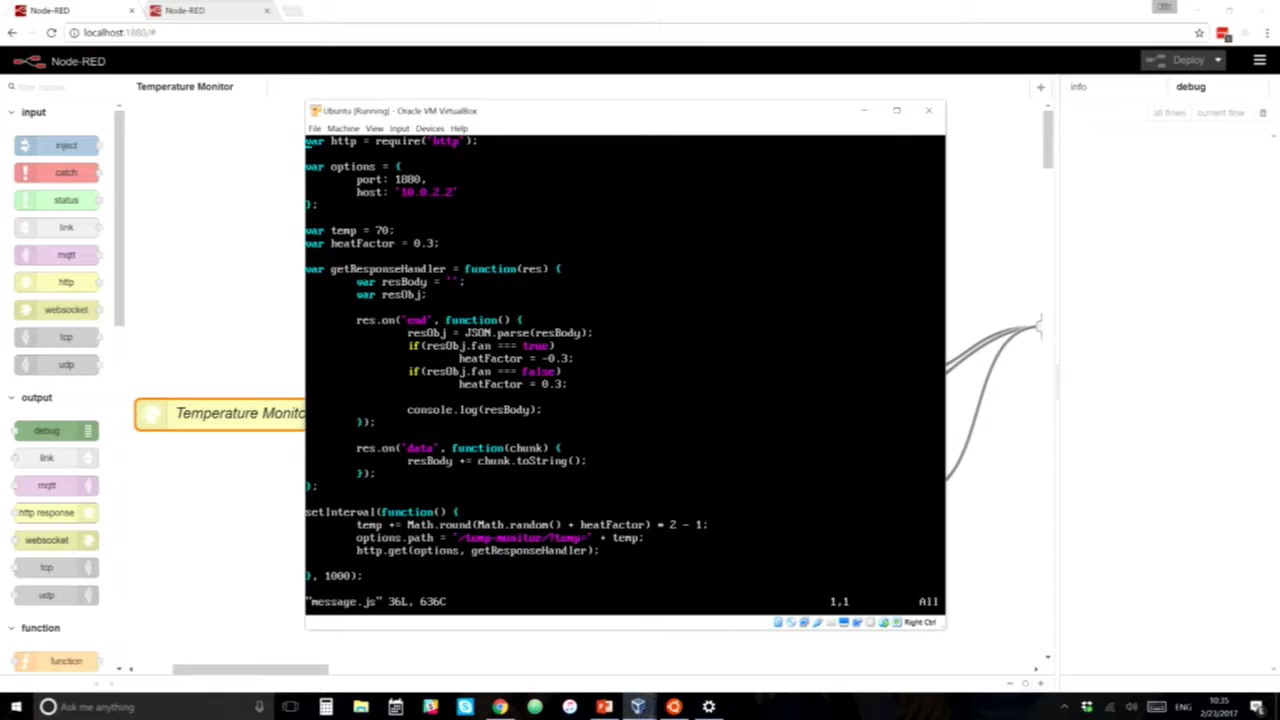 Node-RED
Node-RED
localhost:1880/#
Node-RED
Deploy
filter nodes
Temperature Monitor
info
debug
all flows
current flow
input
inject
catch
status
link
mqtt
http
websocket
tcp
udp
output
debug
link
mqtt
http response
websocket
tcp
udp
function
function
Temperature Monito
Ubuntu [Running] - Oracle VM VirtualBox
File Machine View Input Devices Help
var http = require('http');
var options = {
port: 1880,
host: '10.0.2.2'
};
var temp = 70;
var heatFactor = 0.3;
var getResponseHandler = function(res) {
var resBody = '';
var resObj;
res.on('end', function() {
resObj = JSON.parse(resBody);
if(resObj.fan === true)
heatFactor = -0.3;
if(resObj.fan === false)
heatFactor = 0.3;
console.log(resBody);
});
res.on('data', function(chunk) {
resBody += chunk.toString();
});
};
setInterval(function() {
temp += Math.round(Math.random() + heatFactor) * 2 - 1;
options.path = '/temp-monitor/?temp=' + temp;
http.get(options, getResponseHandler);
}, 1000);
"message.js" 36L, 636C 1,1 All
Right Ctrl
Ask me anything
ENG
10:35
2/23/2017